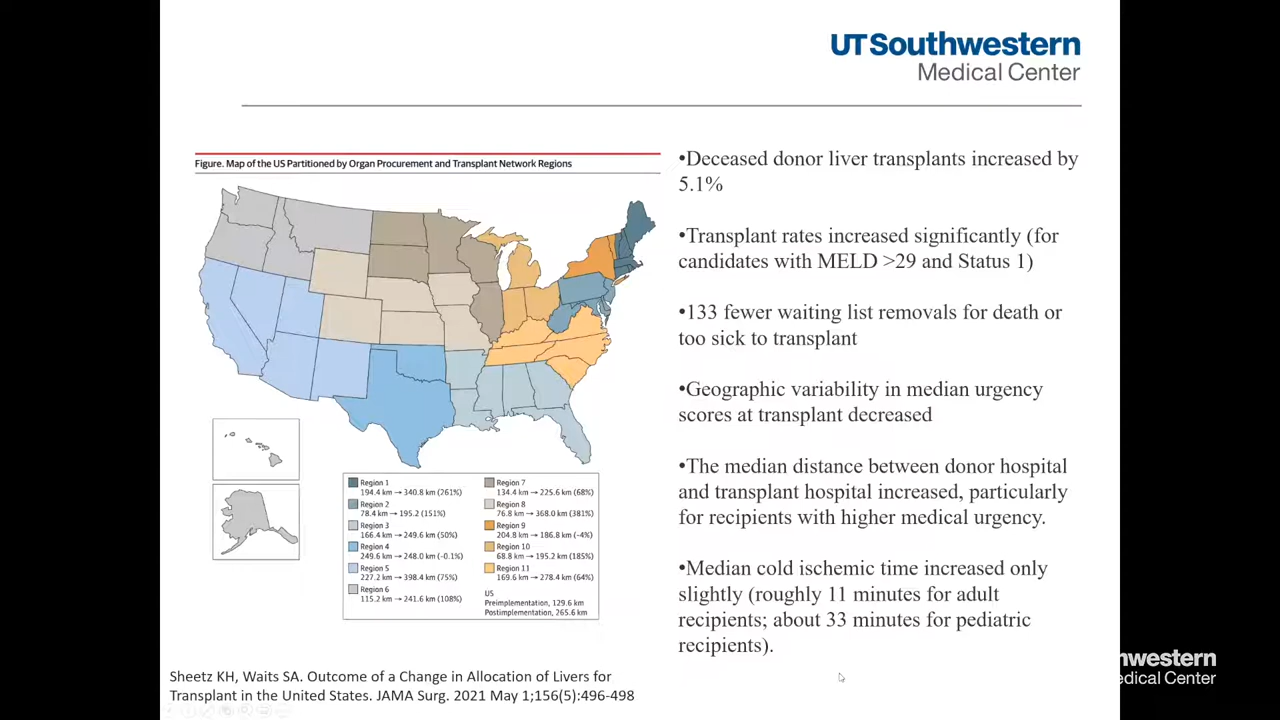 UTSouthwestern
Medical Center
Figure. Map of the US Partitioned by Organ Procurement and Transplant Network Regions
Region 1
194.4 km → 340.8 km (261%)
Region 2
78.4 km → 195.2 (151%)
Region 3
166.4 km → 249.6 km (50%)
Region 4
249.6 km → 248.0 km (-0.1%)
Region 5
227.2 km → 398.4 km (75%)
Region 6
115.2 km → 241.6 km (108%)
Region 7
134.4 km → 225.6 km (68%)
Region 8
76.8 km → 368.0 km (381%)
Region 9
204.8 km → 186.8 km (-4%)
Region 10
68.8 km → 195.2 km (185%)
Region 11
169.6 km → 278.4 km (64%)
US
Preimplementation, 129.6 km
Postimplementation, 265.6 km
•Deceased donor liver transplants increased by
5.1%
•Transplant rates increased significantly (for
candidates with MELD >29 and Status 1)
•133 fewer waiting list removals for death or
too sick to transplant
•Geographic variability in median urgency
scores at transplant decreased
•The median distance between donor hospital
and transplant hospital increased, particularly
for recipients with higher medical urgency.
•Median cold ischemic time increased only
slightly (roughly 11 minutes for adult
recipients; about 33 minutes for pediatric
recipients).
Sheetz KH, Waits SA. Outcome of a Change in Allocation of Livers for
Transplant in the United States. JAMA Surg. 2021 May 1;156(5):496-498
hwestern
edical Center